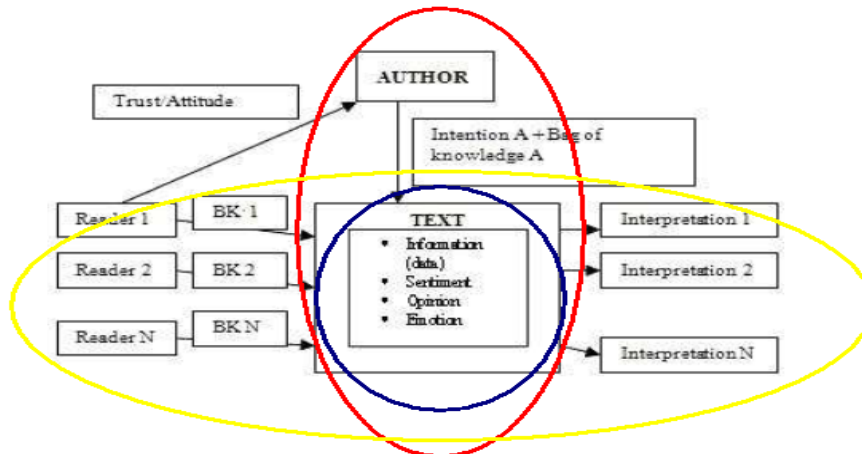 AUTHOR
Trust/Attitude
Intention A + Bag of
knowledge A
Reader 1
BK 1
TEXT
Interpretation 1
• Information
(data)
• Sentiment
• Opinion
• Emotion
Reader 2
BK 2
Interpretation 2
Reader N
BK N
Interpretation N